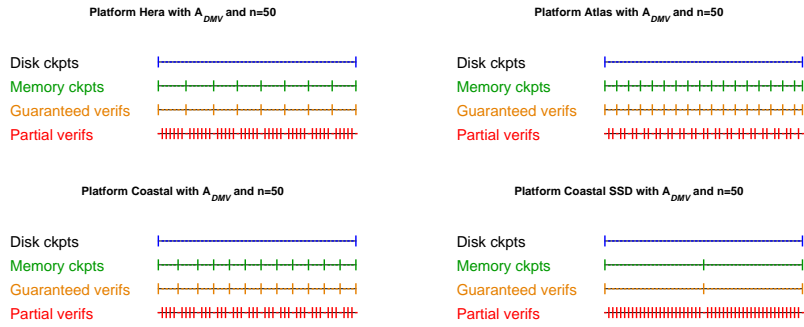 Platform Hera with A_DMV and n=50
Disk ckpts
Memory ckpts
Guaranteed verifs
Partial verifs
Platform Atlas with A_DMV and n=50
Disk ckpts
Memory ckpts
Guaranteed verifs
Partial verifs
Platform Coastal with A_DMV and n=50
Disk ckpts
Memory ckpts
Guaranteed verifs
Partial verifs
Platform Coastal SSD with A_DMV and n=50
Disk ckpts
Memory ckpts
Guaranteed verifs
Partial verifs